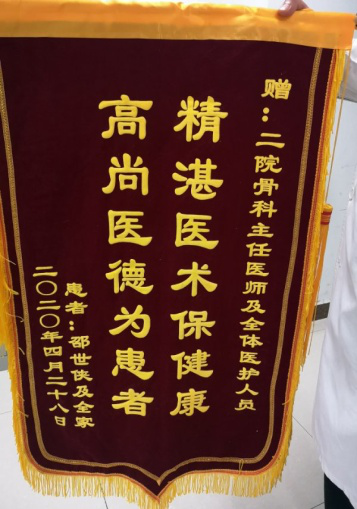 赠：二院骨科主任医师及全体医护人员
精湛医术保健康
高尚医德为患者
患者：邵世侠及全家
二〇二〇年四月二十八日